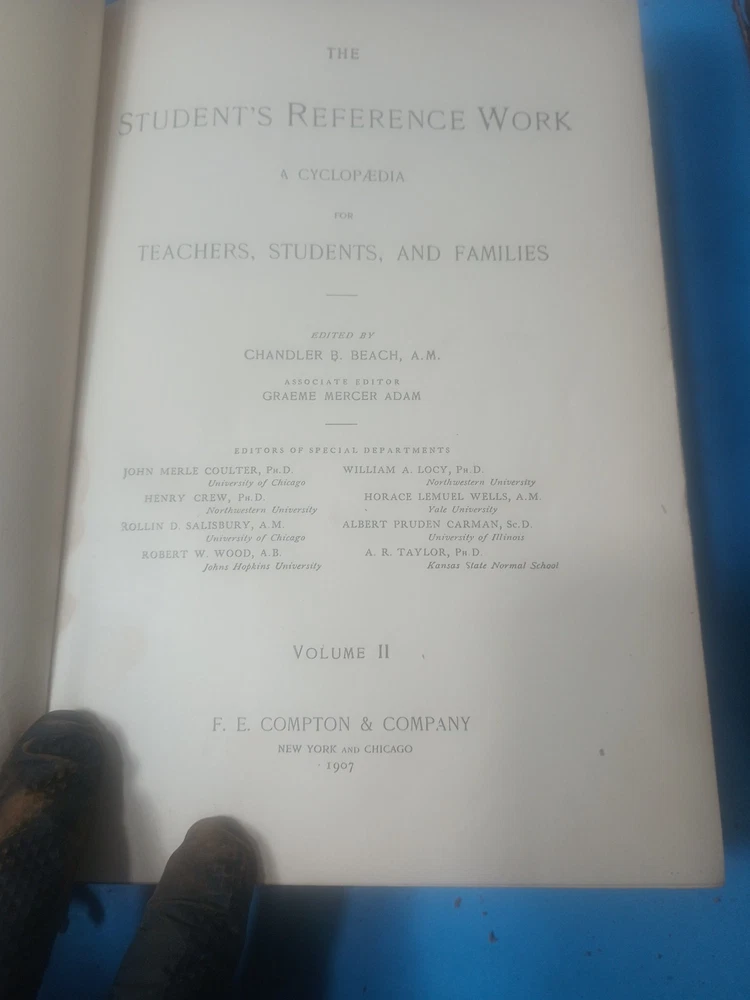 THE
STUDENT'S REFERENCE WORK
A CYCLOPÆDIA
FOR
TEACHERS, STUDENTS, AND FAMILIES
EDITED BY
CHANDLER B. BEACH, A.M.
ASSOCIATE EDITOR
GRAEME MERCER ADAM
EDITORS OF SPECIAL DEPARTMENTS
JOHN MERLE COULTER, PH.D.
University of Chicago
HENRY CREW, PH.D.
Northwestern University
ROLLIN D. SALISBURY, A.M.
University of Chicago
ROBERT W. WOOD, A.B.
Johns Hopkins University
WILLIAM A. LOCY, PH.D.
Northwestern University
HORACE LEMUEL WELLS, A.M.
Yale University
ALBERT PRUDEN CARMAN, Sc.D.
University of Illinois
A. R. TAYLOR, PH.D.
Kansas State Normal School
VOLUME II
F. E. COMPTON & COMPANY
NEW YORK AND CHICAGO
1907